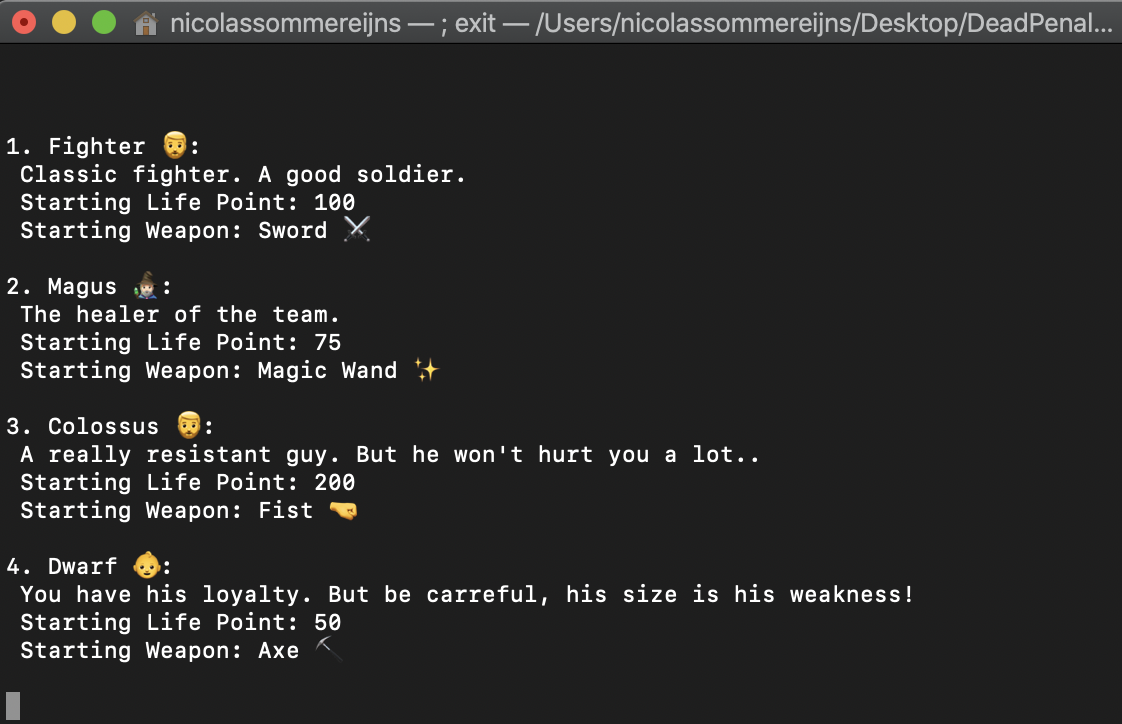 nicolassommereijns — ; exit — /Users/nicolassommereijns/Desktop/DeadPenal...
1. Fighter 🧔:
Classic fighter. A good soldier.
Starting Life Point: 100
Starting Weapon: Sword ⚔️
2. Magus 🧙🏻‍♂️:
The healer of the team.
Starting Life Point: 75
Starting Weapon: Magic Wand ✨
3. Colossus 🧔:
A really resistant guy. But he won't hurt you a lot..
Starting Life Point: 200
Starting Weapon: Fist 🤜
4. Dwarf 👶:
You have his loyalty. But be carreful, his size is his weakness!
Starting Life Point: 50
Starting Weapon: Axe ⛏